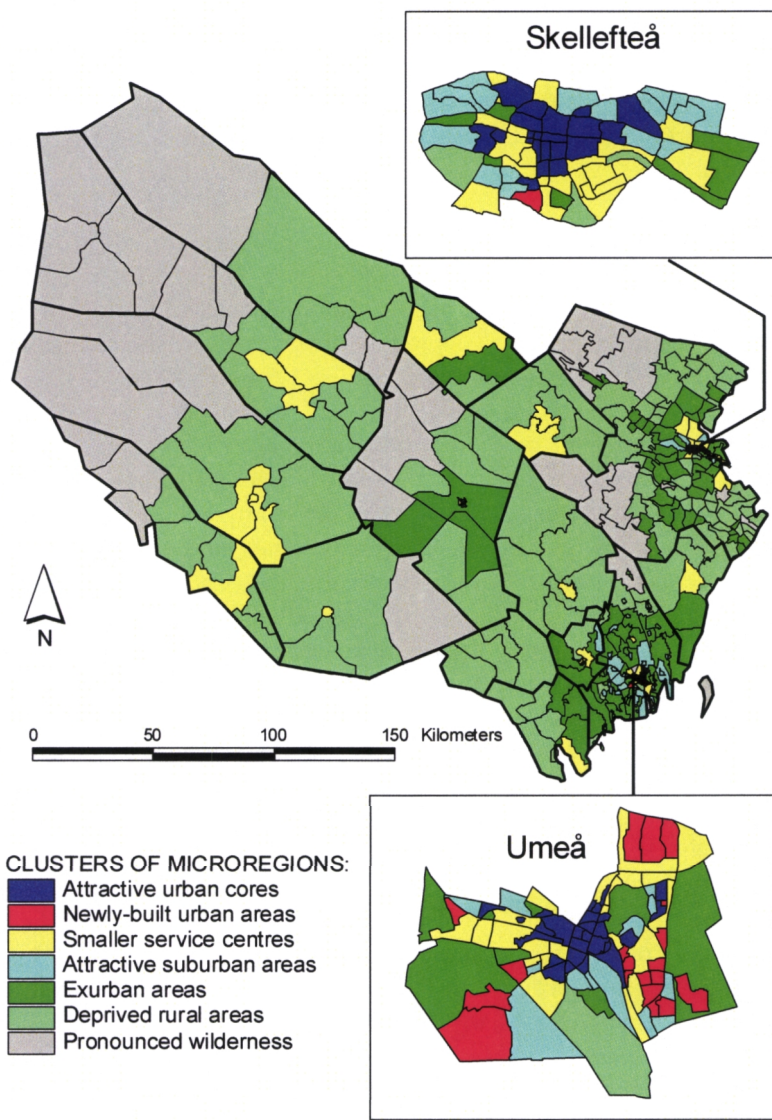 Skellefteå
N
0 50 100 150 Kilometers
Umeå
CLUSTERS OF MICROREGIONS:
Attractive urban cores
Newly-built urban areas
Smaller service centres
Attractive suburban areas
Exurban areas
Deprived rural areas
Pronounced wilderness